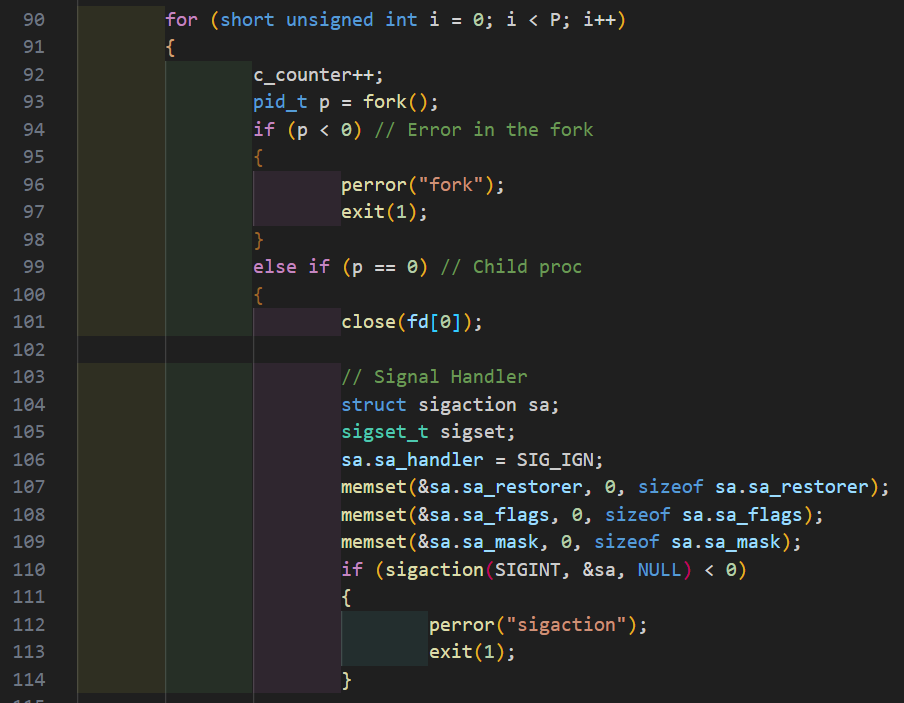 90 for (short unsigned int i = 0; i < P; i++)
91 {
92 c_counter++;
93 pid_t p = fork();
94 if (p < 0) // Error in the fork
95 {
96 perror("fork");
97 exit(1);
98 }
99 else if (p == 0) // Child proc
100 {
101 close(fd[0]);
102
103 // Signal Handler
104 struct sigaction sa;
105 sigset_t sigset;
106 sa.sa_handler = SIG_IGN;
107 memset(&sa.sa_restorer, 0, sizeof sa.sa_restorer);
108 memset(&sa.sa_flags, 0, sizeof sa.sa_flags);
109 memset(&sa.sa_mask, 0, sizeof sa.sa_mask);
110 if (sigaction(SIGINT, &sa, NULL) < 0)
111 {
112 perror("sigaction");
113 exit(1);
114 }